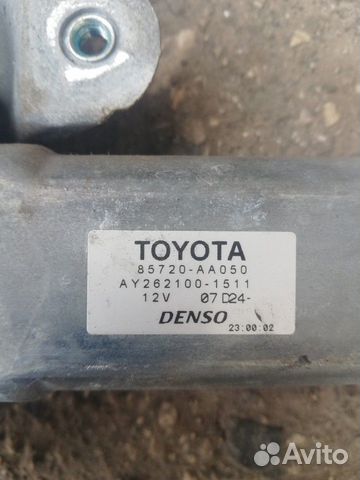 TOYOTA
85720-AA050
AY262100-1511
12V 07D24-
DENSO
23:00:02
Avito